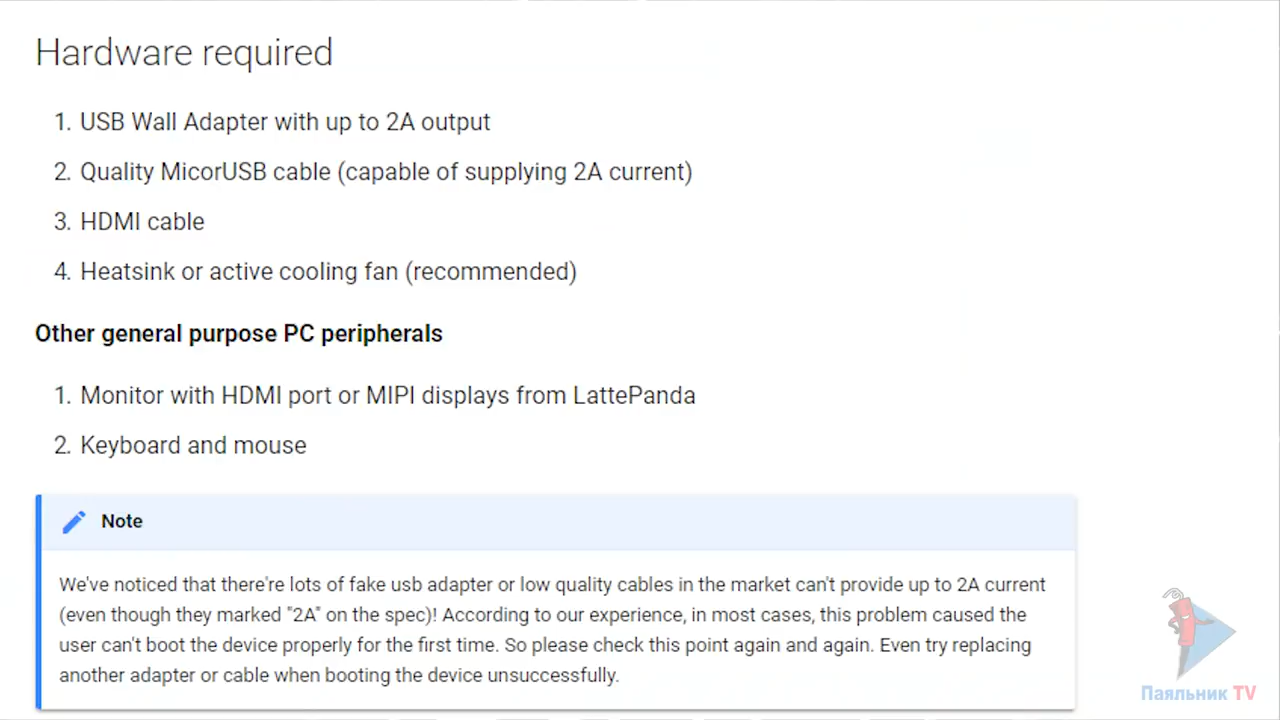 Hardware required
1. USB Wall Adapter with up to 2A output
2. Quality MicorUSB cable (capable of supplying 2A current)
3. HDMI cable
4. Heatsink or active cooling fan (recommended)
Other general purpose PC peripherals
1. Monitor with HDMI port or MIPI displays from LattePanda
2. Keyboard and mouse
Note
We've noticed that there're lots of fake usb adapter or low quality cables in the market can't provide up to 2A current
(even though they marked "2A" on the spec)! According to our experience, in most cases, this problem caused the
user can't boot the device properly for the first time. So please check this point again and again. Even try replacing
another adapter or cable when booting the device unsuccessfully.
Паяльник TV